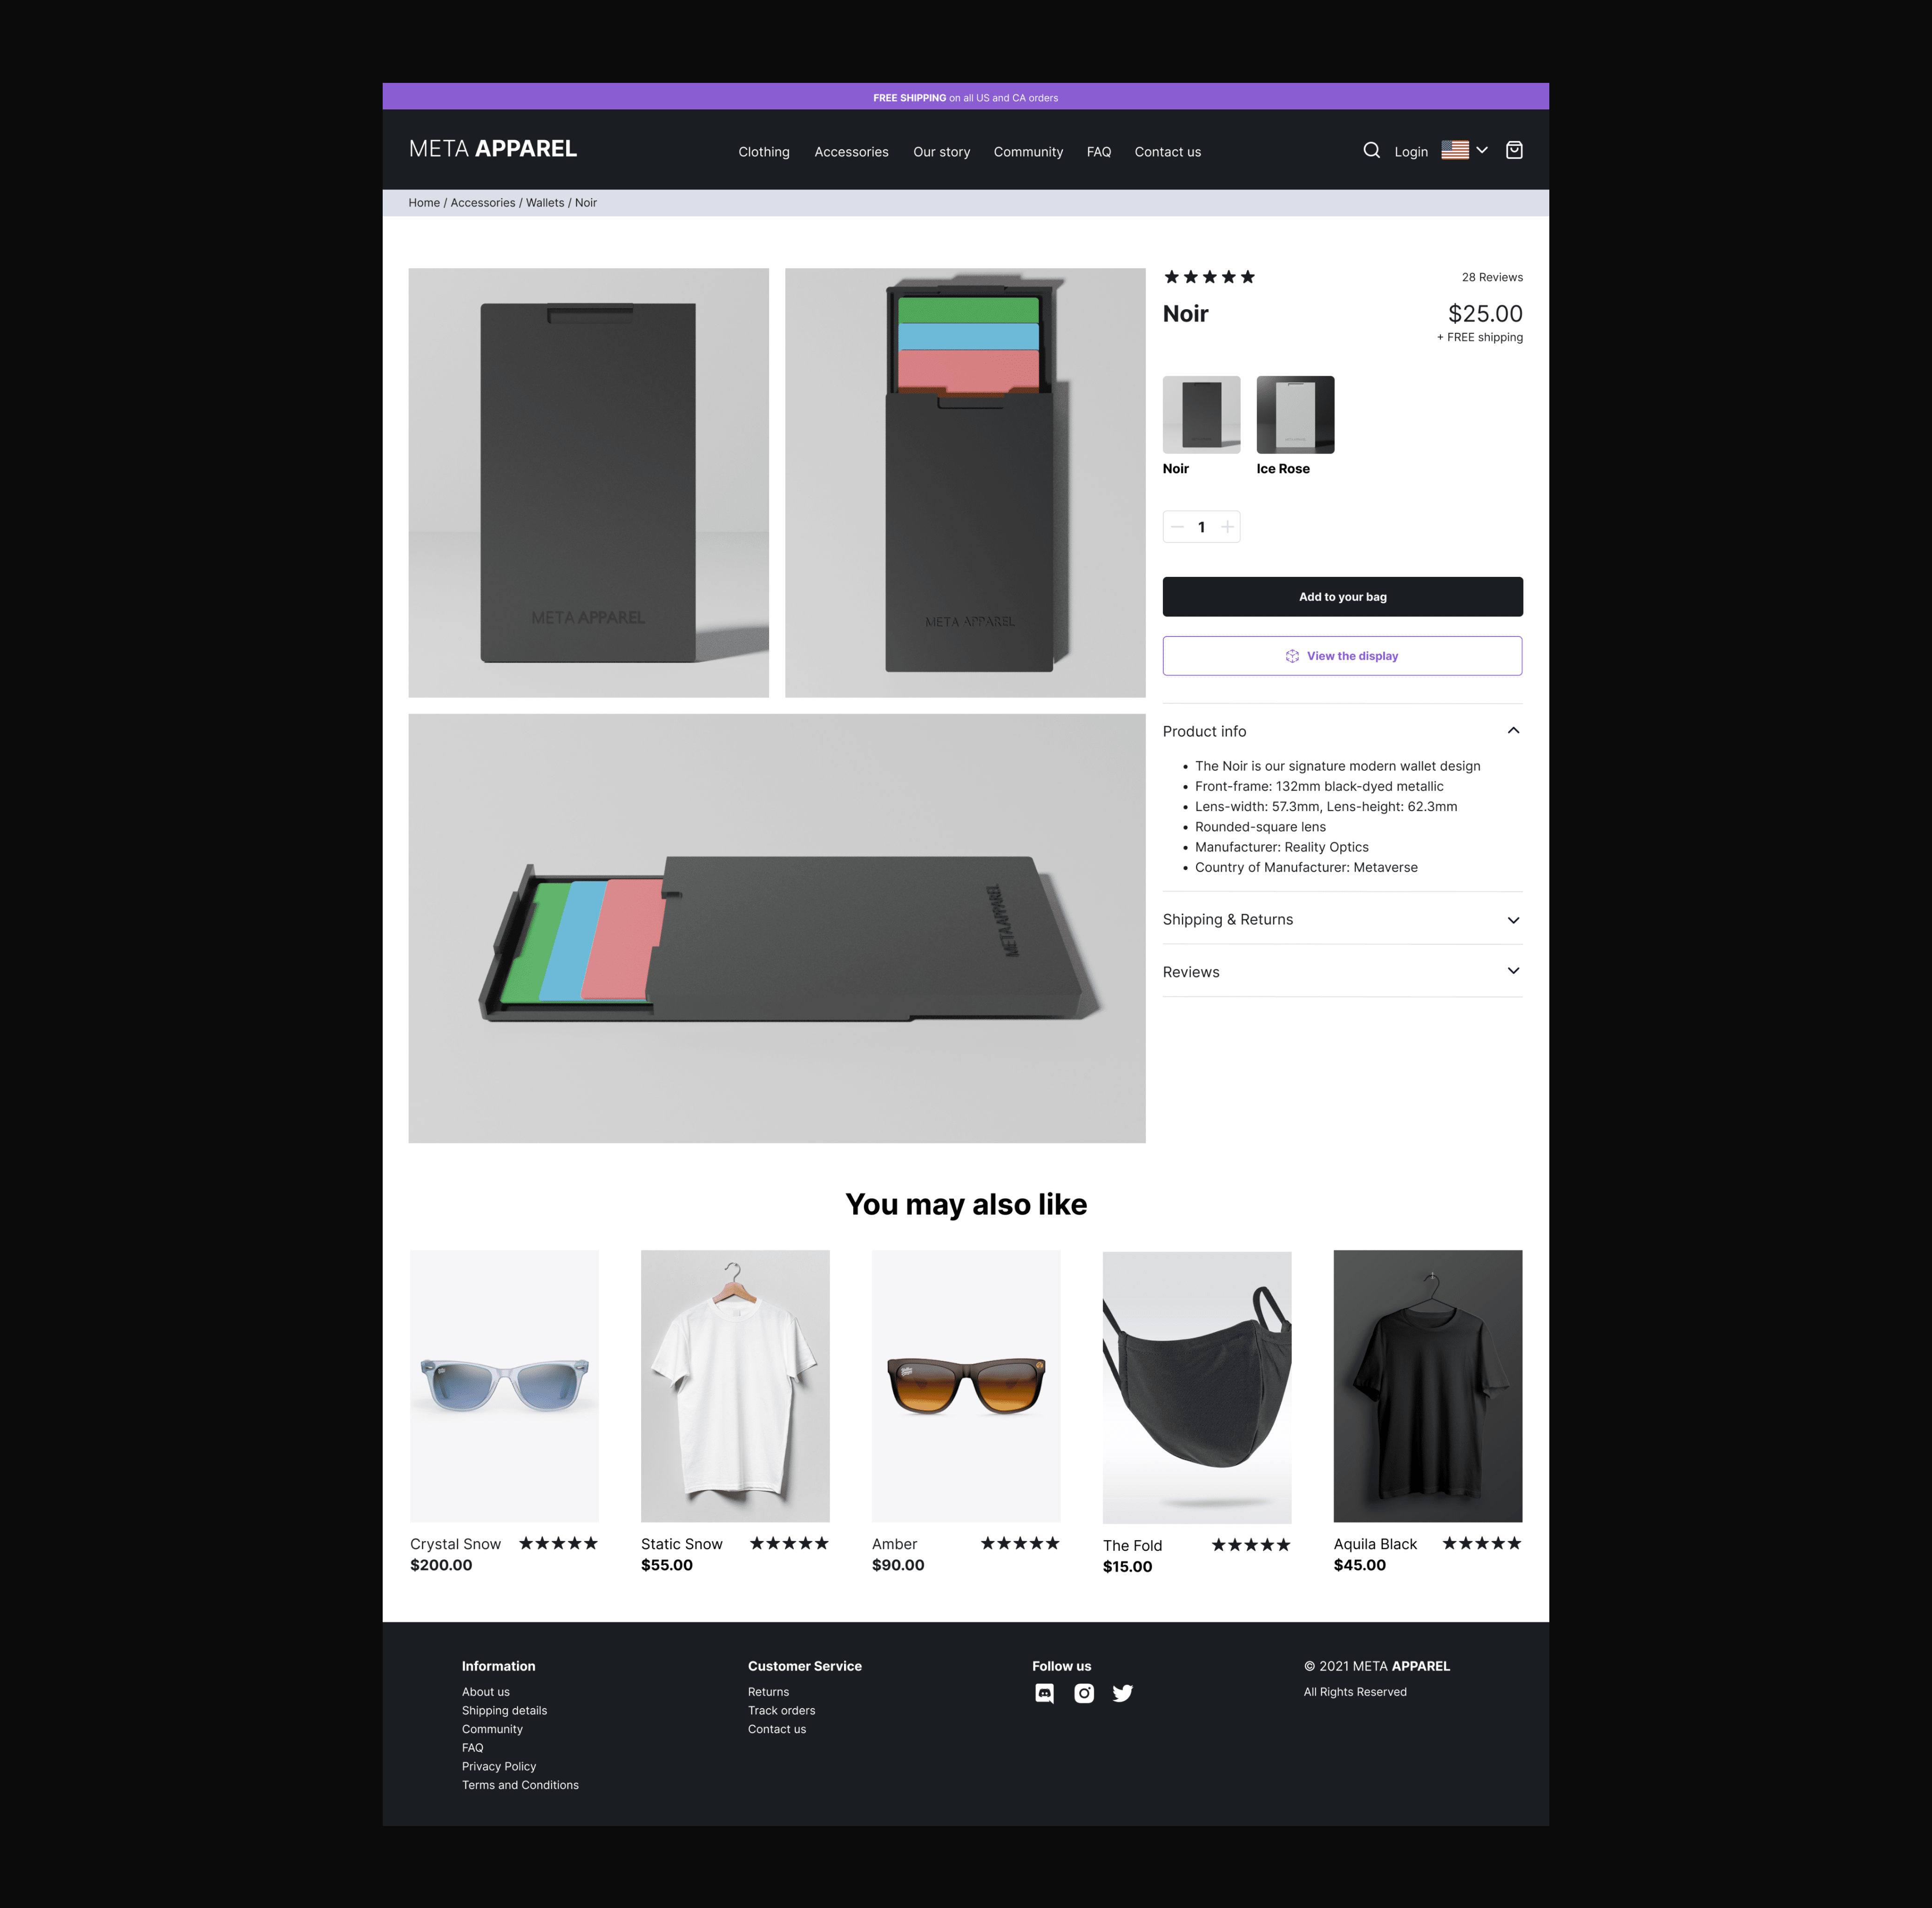 FREE SHIPPING on all US and CA orders
META APPAREL
Clothing Accessories Our story Community FAQ Contact us
Login
Home / Accessories / Wallets / Noir
META APPAREL
META APPAREL
META APPAREL
28 Reviews
Noir
$25.00
+ FREE shipping
Noir
Ice Rose
1
Add to your bag
View the display
Product info
• The Noir is our signature modern wallet design
• Front-frame: 132mm black-dyed metallic
• Lens-width: 57.3mm, Lens-height: 62.3mm
• Rounded-square lens
• Manufacturer: Reality Optics
• Country of Manufacturer: Metaverse
Shipping & Returns
Reviews
You may also like
Crystal Snow
$200.00
Static Snow
$55.00
Amber
$90.00
The Fold
$15.00
Aquila Black
$45.00
Information
About us
Shipping details
Community
FAQ
Privacy Policy
Terms and Conditions
Customer Service
Returns
Track orders
Contact us
Follow us
© 2021 META APPAREL
All Rights Reserved